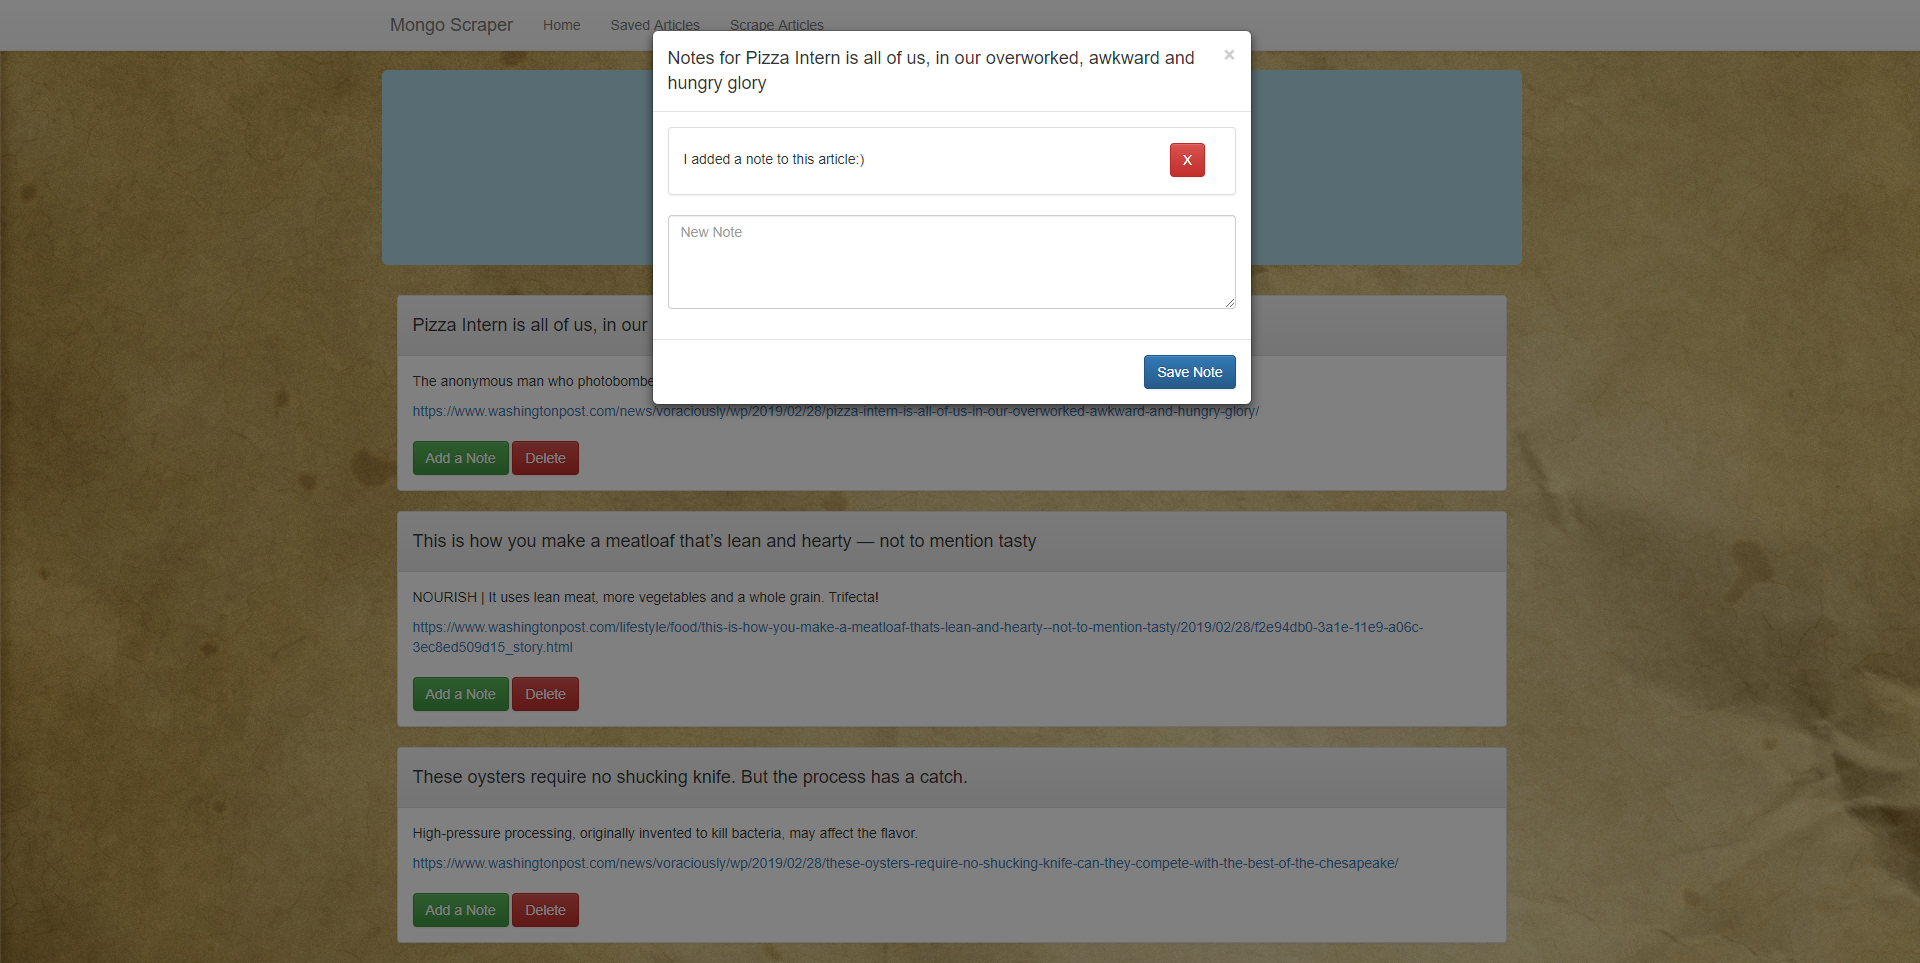 Mongo Scraper Home Saved Articles Scrape Articles
Notes for Pizza Intern is all of us, in our overworked, awkward and
hungry glory
×
I added a note to this article:)
X
New Note
Save Note
Pizza Intern is all of us, in our
The anonymous man who photobombe
https://www.washingtonpost.com/news/voraciously/wp/2019/02/28/pizza-intern-is-all-of-us-in-our-overworked-awkward-and-hungry-glory/
Add a Note Delete
This is how you make a meatloaf that’s lean and hearty — not to mention tasty
NOURISH | It uses lean meat, more vegetables and a whole grain. Trifecta!
https://www.washingtonpost.com/lifestyle/food/this-is-how-you-make-a-meatloaf-thats-lean-and-hearty--not-to-mention-tasty/2019/02/28/f2e94db0-3a1e-11e9-a06c-
3ec8ed509d15_story.html
Add a Note Delete
These oysters require no shucking knife. But the process has a catch.
High-pressure processing, originally invented to kill bacteria, may affect the flavor.
https://www.washingtonpost.com/news/voraciously/wp/2019/02/28/these-oysters-require-no-shucking-knife-can-they-compete-with-the-best-of-the-chesapeake/
Add a Note Delete